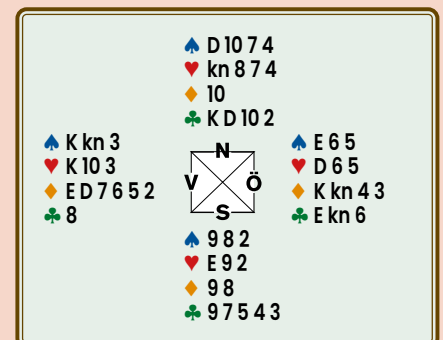 ♠ D 10 7 4
♥ kn 8 7 4
♦ 10
♣ K D 10 2
♠ K kn 3
♥ K 10 3
♦ E D 7 6 5 2
♣ 8
N
V Ö
S
♠ E 6 5
♥ D 6 5
♦ K kn 4 3
♣ E kn 6
♠ 9 8 2
♥ E 9 2
♦ 9 8
♣ 9 7 5 4 3